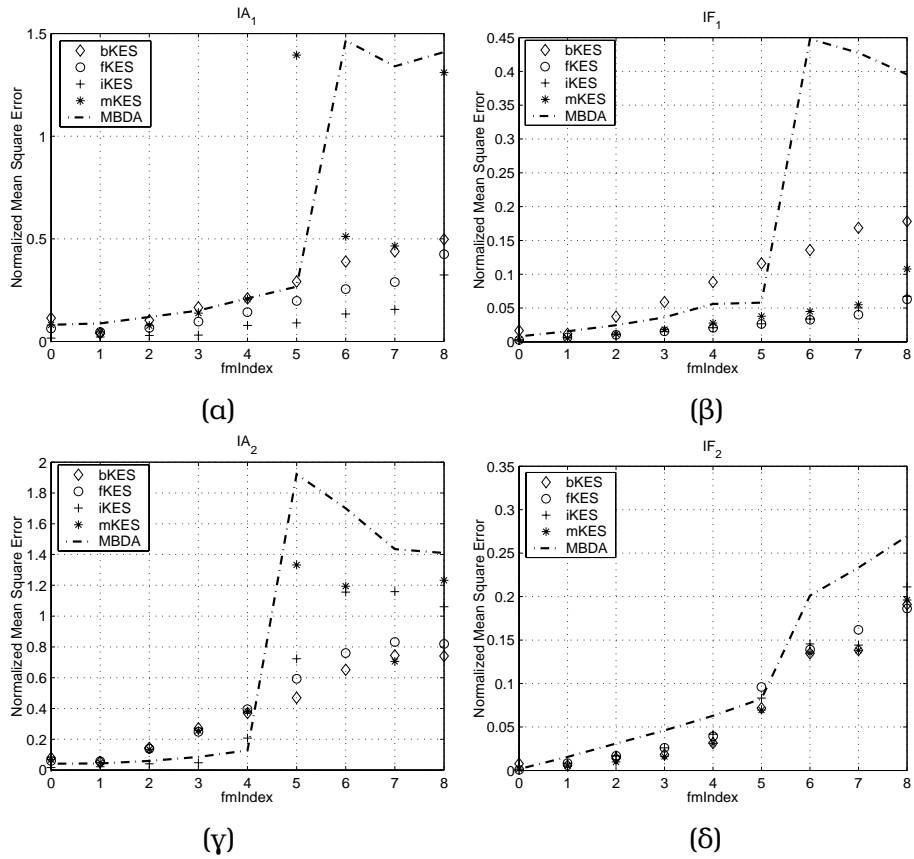 IA1
1.5
1
0.5
0
Normalized Mean Square Error
bKES
fKES
iKES
mKES
MBDA
0 1 2 3 4 5 6 7 8
fmIndex
(α)
IF1
0.45
0.4
0.35
0.3
0.25
0.2
0.15
0.1
0.05
0
Normalized Mean Square Error
bKES
fKES
iKES
mKES
MBDA
0 1 2 3 4 5 6 7 8
fmIndex
(β)
IA2
2
1.8
1.6
1.4
1.2
1
0.8
0.6
0.4
0.2
0
Normalized Mean Square Error
bKES
fKES
iKES
mKES
MBDA
0 1 2 3 4 5 6 7 8
fmIndex
(γ)
IF2
0.35
0.3
0.25
0.2
0.15
0.1
0.05
0
Normalized Mean Square Error
bKES
fKES
iKES
mKES
MBDA
0 1 2 3 4 5 6 7 8
fmIndex
(δ)